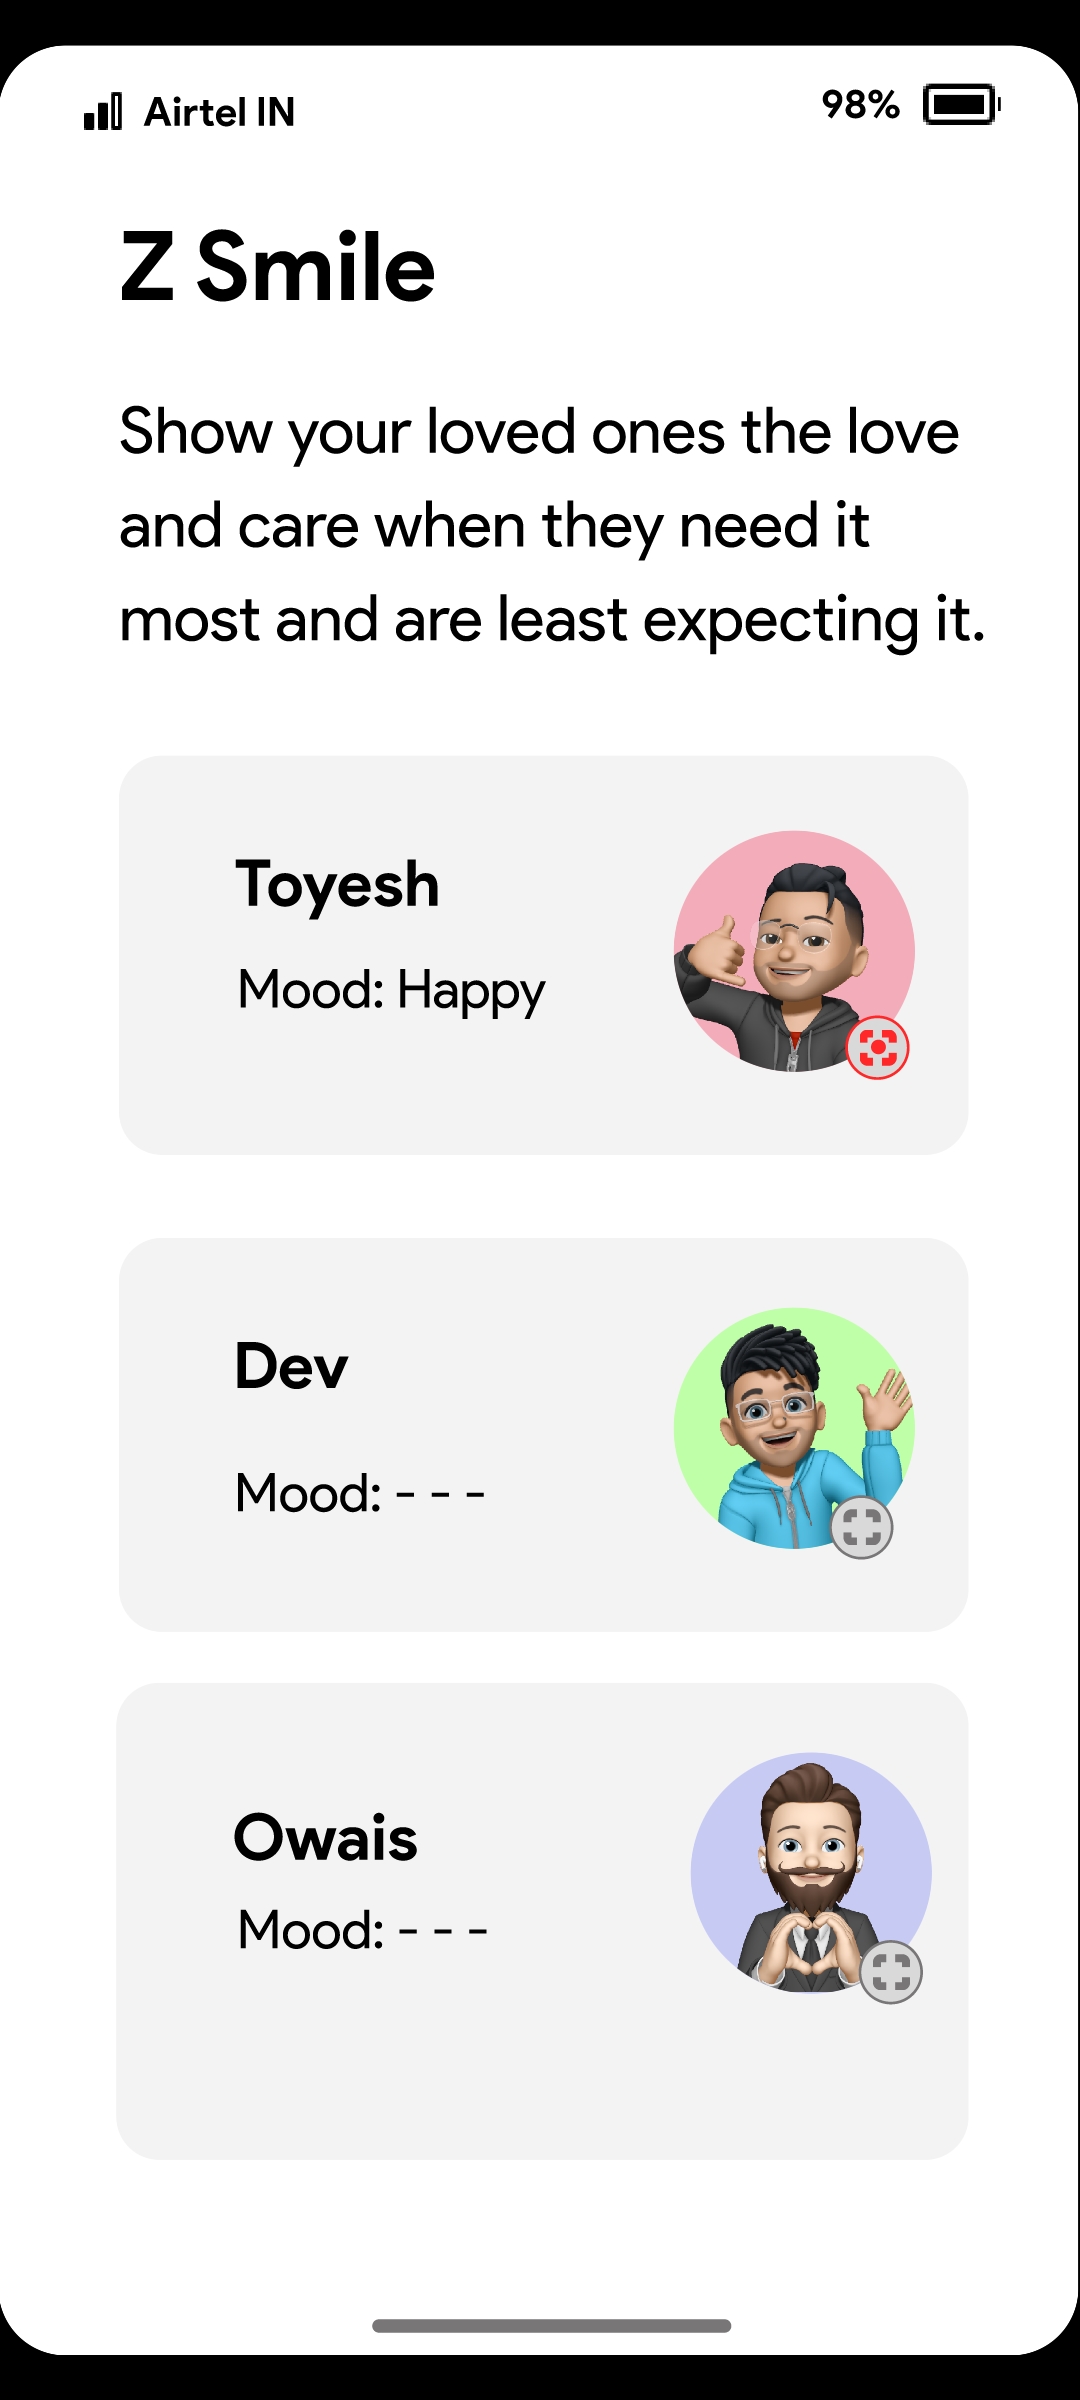 Airtel IN 98%
Z Smile
Show your loved ones the love
and care when they need it
most and are least expecting it.
Toyesh
Mood: Happy
Dev
Mood: - - -
Owais
Mood: - - -